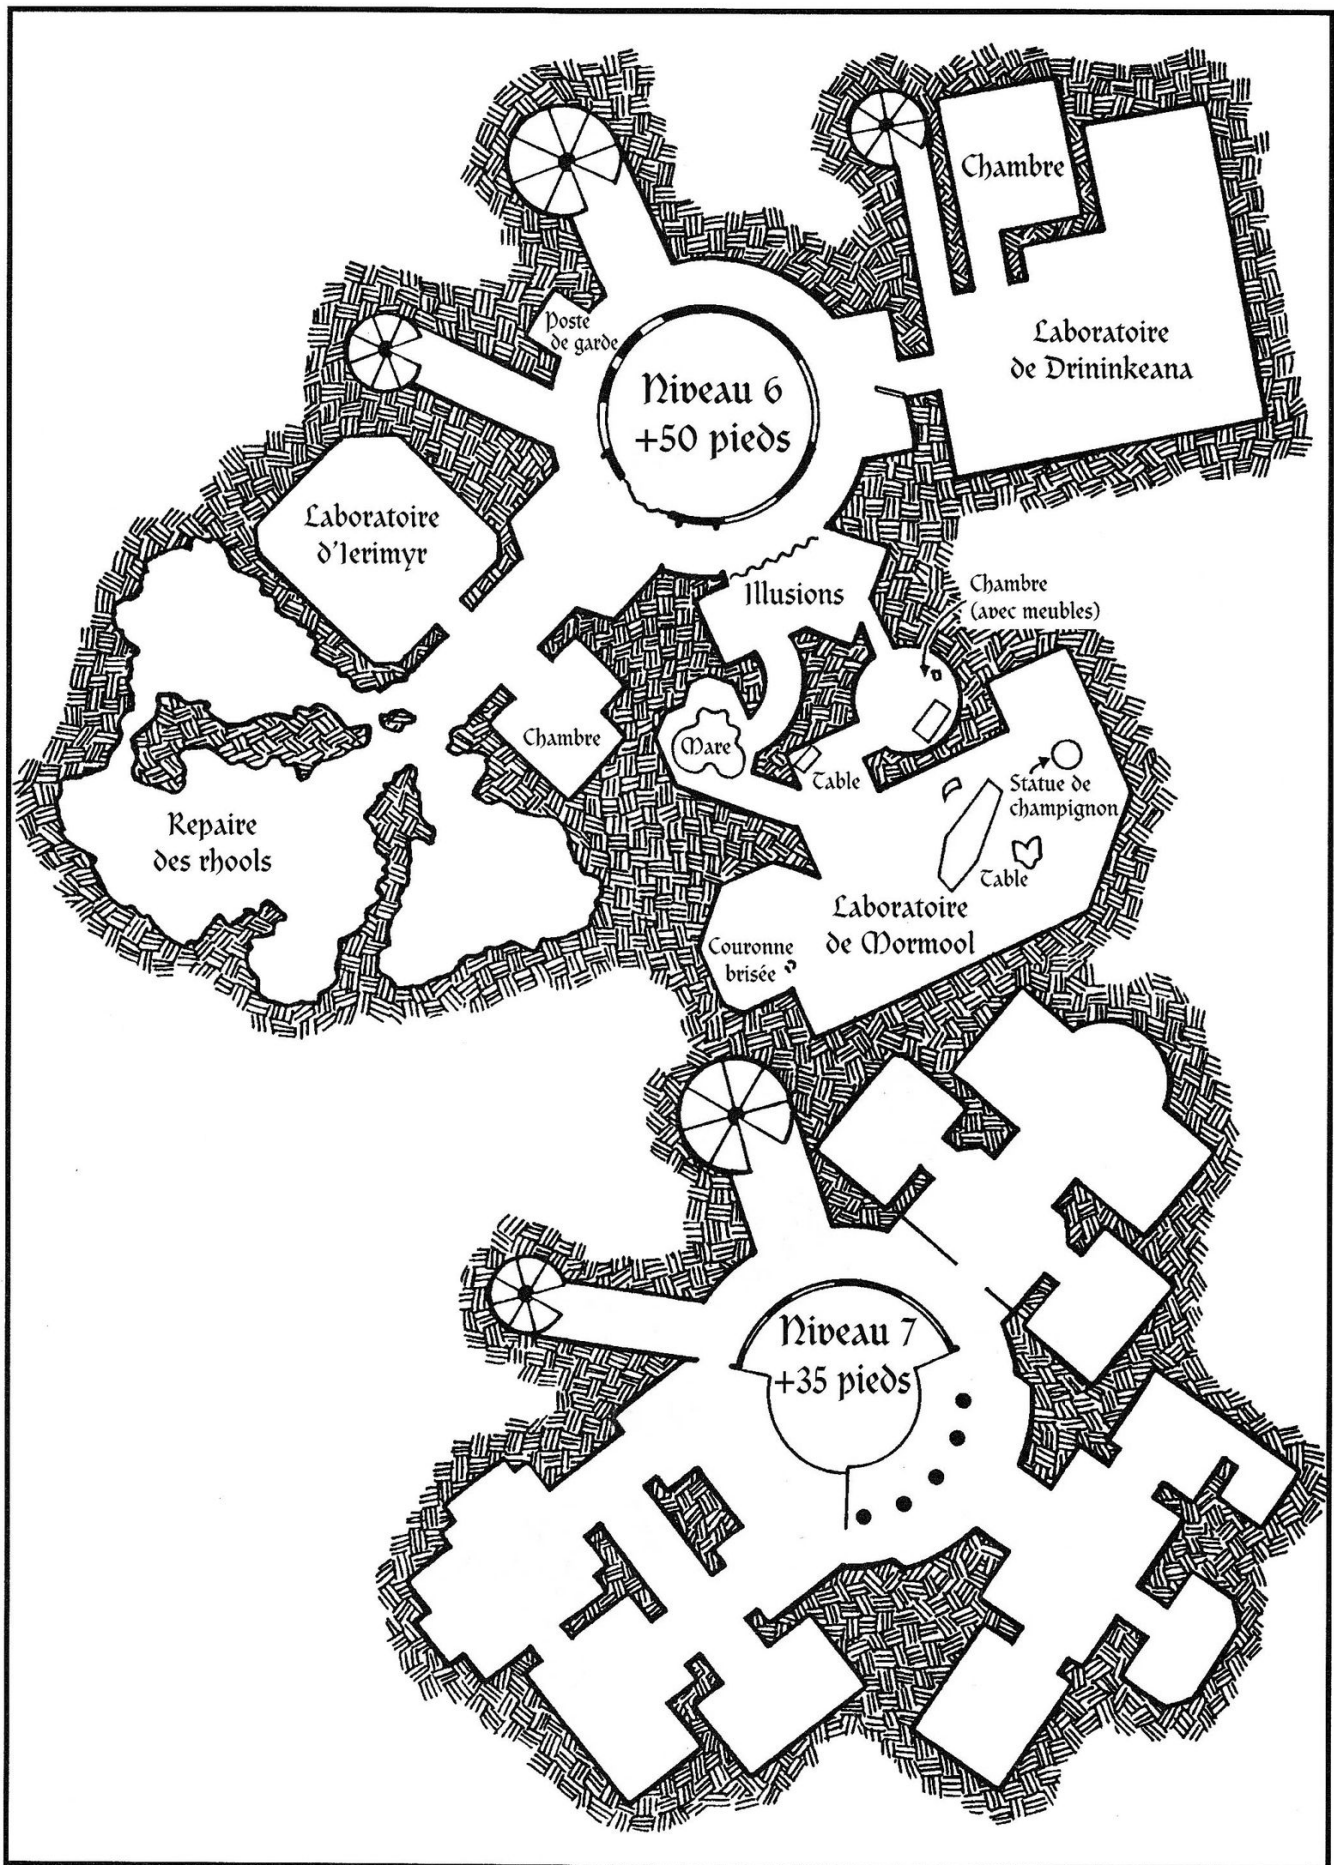 Chambre
Laboratoire
de Drininkeana
Poste
de garde
Niveau 6
+50 pieds
Laboratoire
d'Ierimyr
Illusions
Chambre
(avec meubles)
Chambre
Mare
Table
Statue de
champignon
Table
Repaire
des rhools
Laboratoire
de Mormool
Couronne
brisée
Niveau 7
+35 pieds